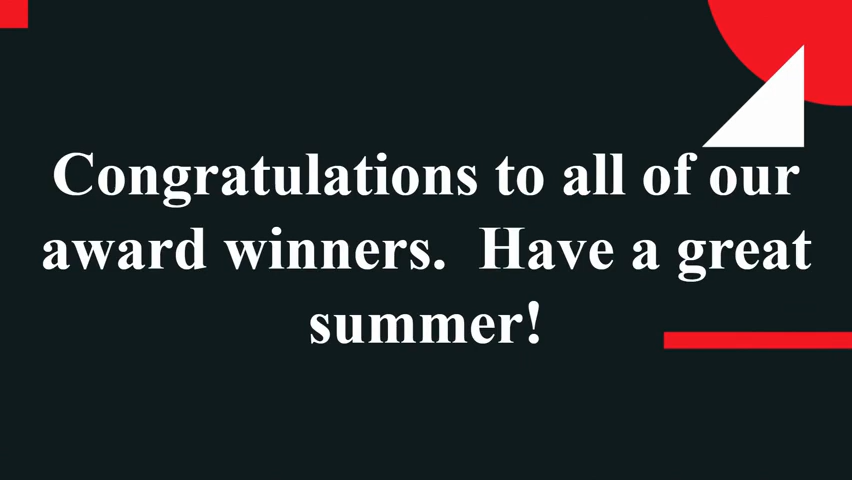 Congratulations to all of our
award winners.  Have a great
summer!